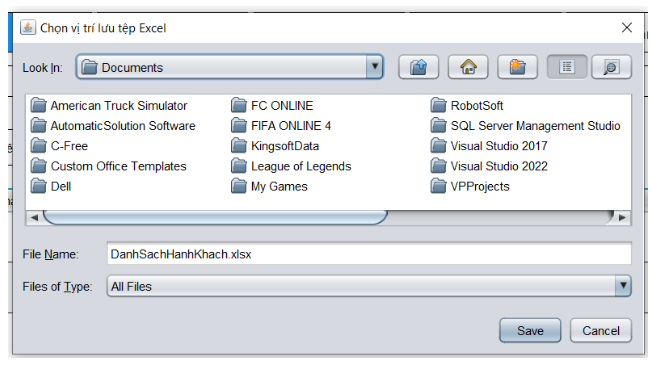 Chọn vị trí lưu tệp Excel
Look In: Documents
American Truck Simulator
AutomaticSolution Software
C-Free
Custom Office Templates
Dell
FC ONLINE
FIFA ONLINE 4
KingsoftData
League of Legends
My Games
RobotSoft
SQL Server Management Studio
Visual Studio 2017
Visual Studio 2022
VPProjects
File Name: DanhSachHanhKhach.xlsx
Files of Type: All Files
Save Cancel